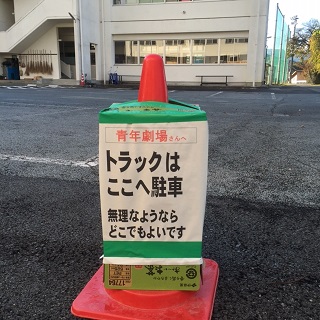 青年劇場さんへ
トラックは
ここへ駐車
無理なようなら
どこでもよいです